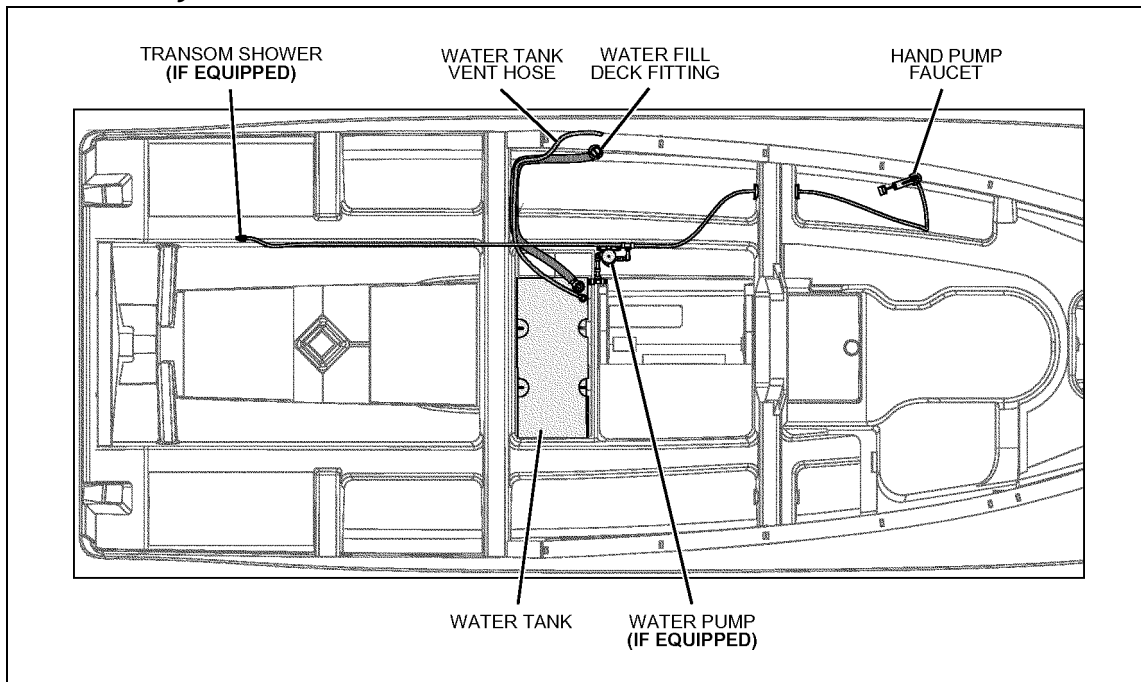 TRANSOM SHOWER
(IF EQUIPPED)
WATER TANK
VENT HOSE
WATER FILL
DECK FITTING
HAND PUMP
FAUCET
WATER TANK
WATER PUMP
(IF EQUIPPED)